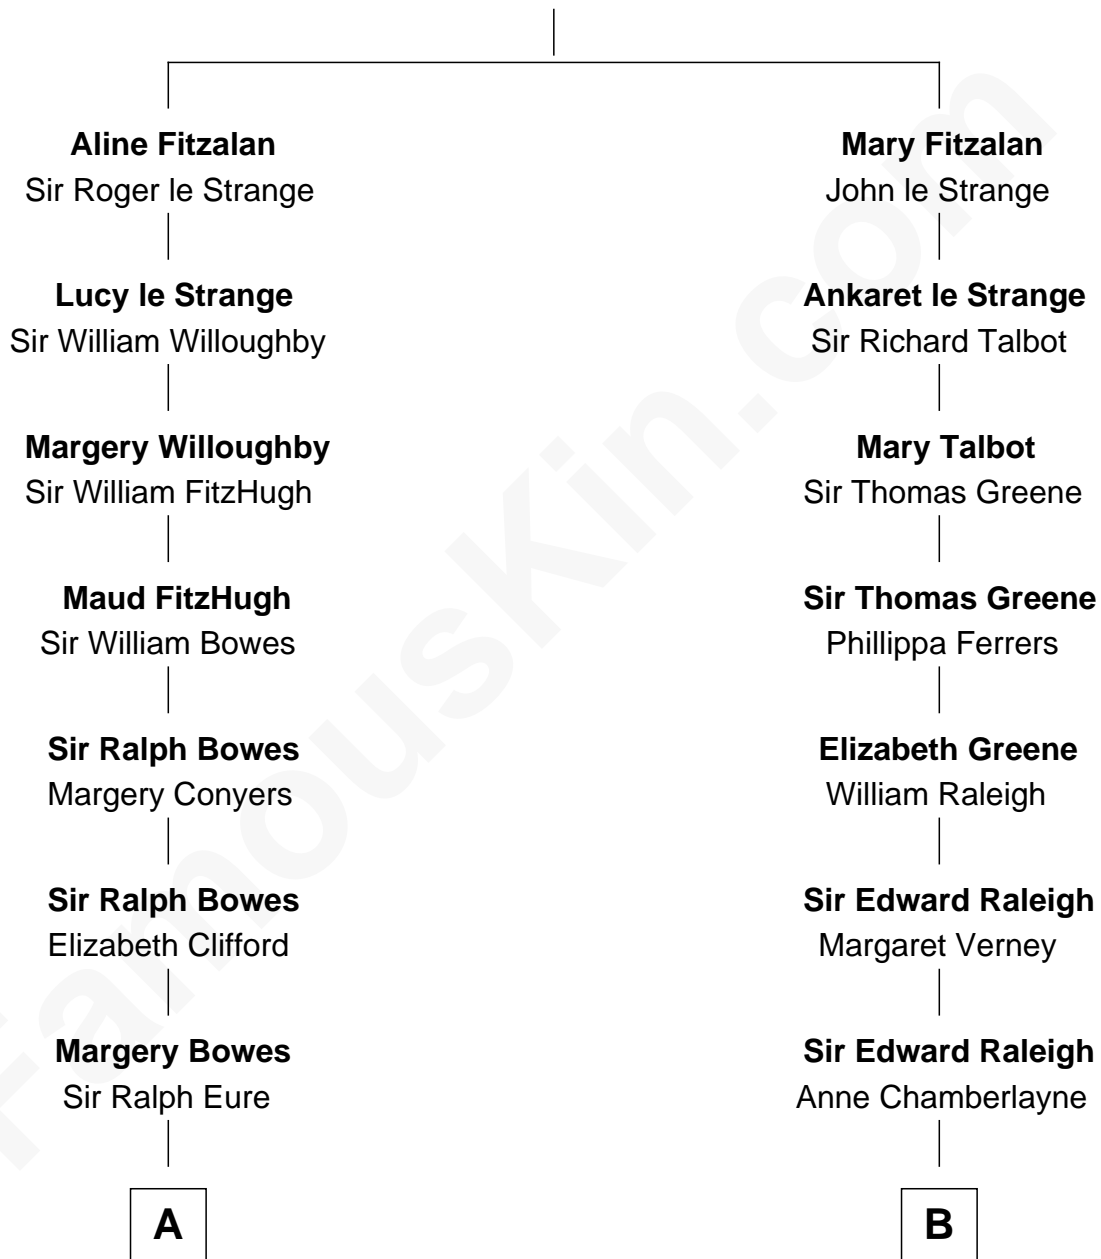 Aline Fitzalan
Sir Roger le Strange
Lucy le Strange
Sir William Willoughby
Margery Willoughby
Sir William FitzHugh
Maud FitzHugh
Sir William Bowes
Sir Ralph Bowes
Margery Conyers
Sir Ralph Bowes
Elizabeth Clifford
Margery Bowes
Sir Ralph Eure
A
Mary Fitzalan
John le Strange
Ankaret le Strange
Sir Richard Talbot
Mary Talbot
Sir Thomas Greene
Sir Thomas Greene
Phillippa Ferrers
Elizabeth Greene
William Raleigh
Sir Edward Raleigh
Margaret Verney
Sir Edward Raleigh
Anne Chamberlayne
B
FamousKin.com